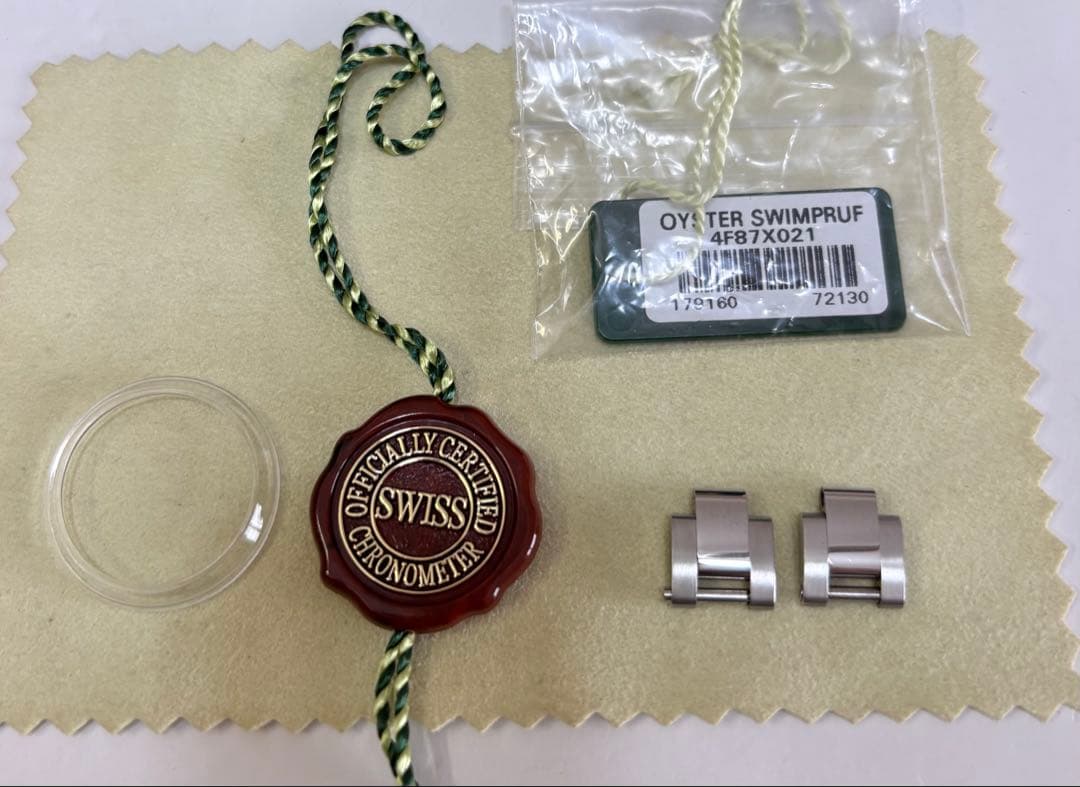 OYSTER SWIMPRUF
4F87X021
179160 72130
OFFICIALLY CERTIFIED
SWISS
CHRONOMETER